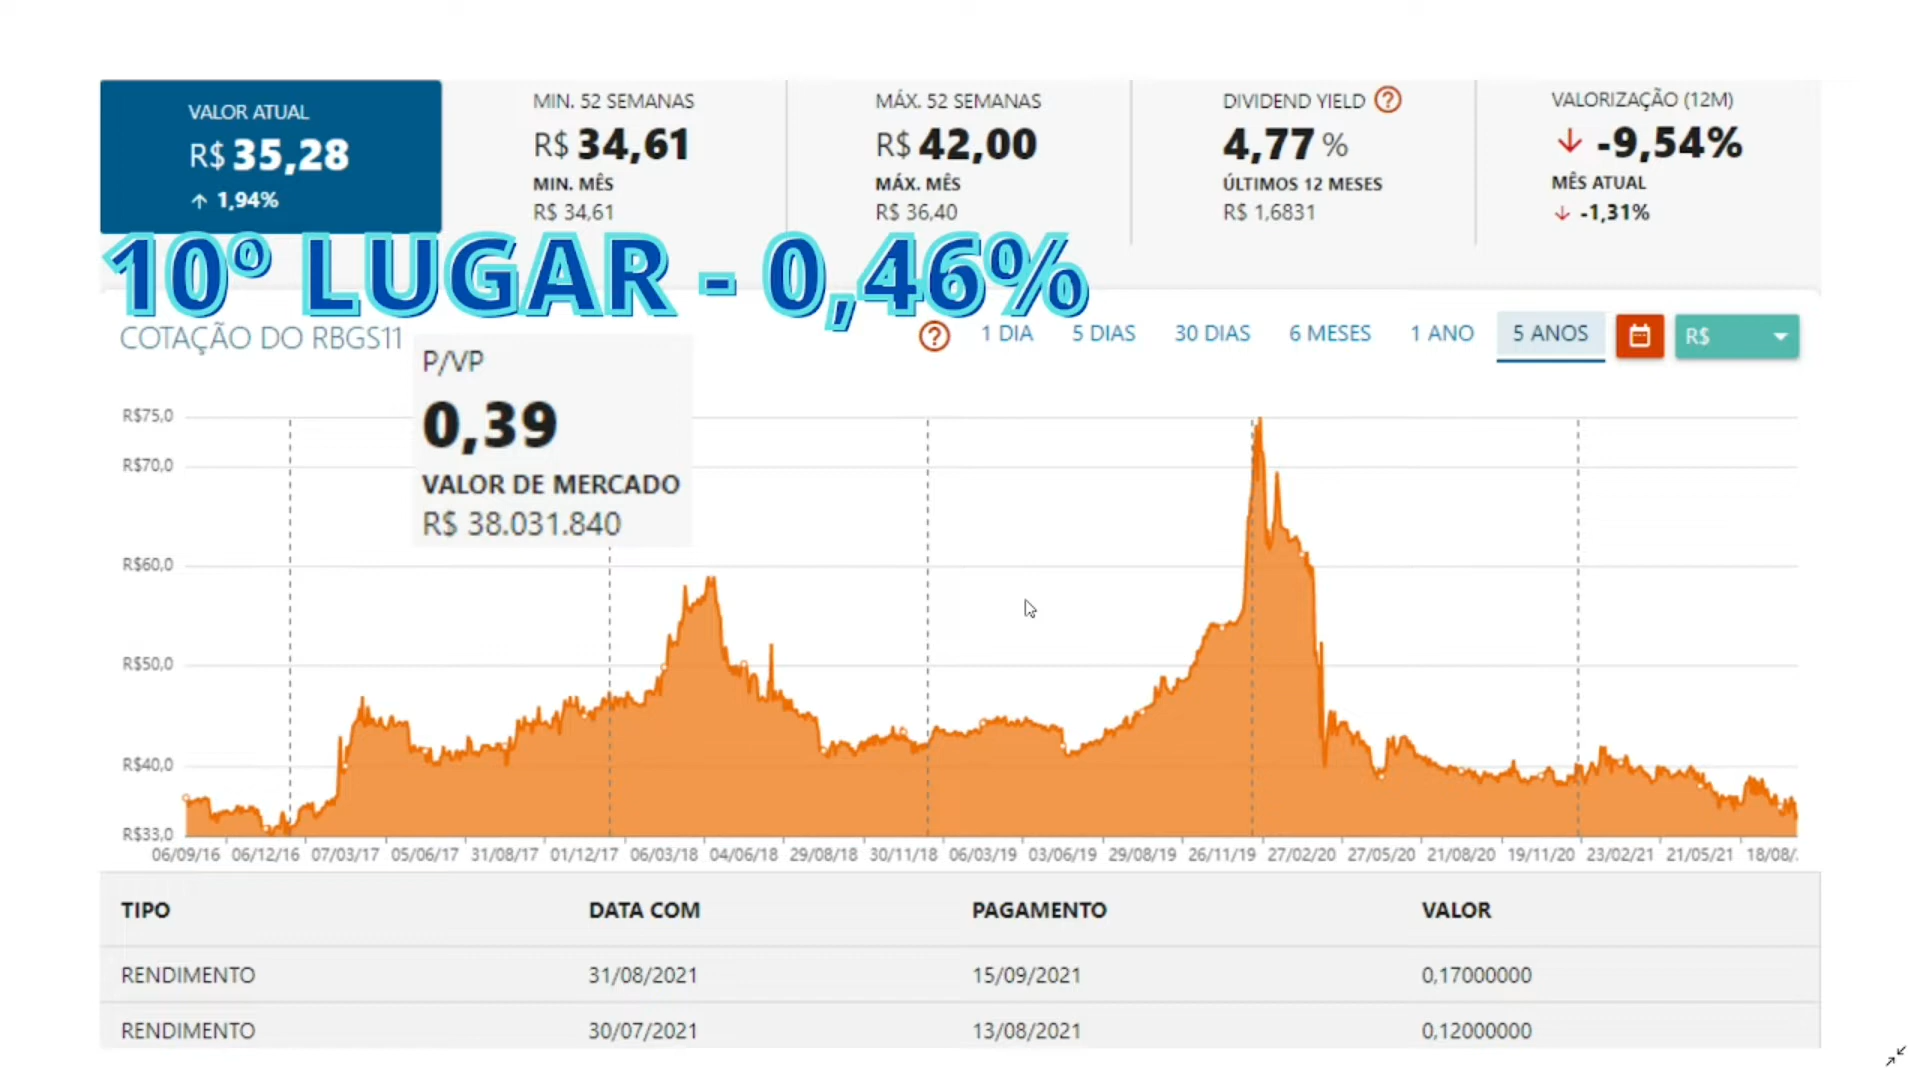 VALOR ATUAL
R$ 35,28
↑ 1,94%
MIN. 52 SEMANAS
R$ 34,61
MIN. MÊS
R$ 34,61
MÁX. 52 SEMANAS
R$ 42,00
MÁX. MÊS
R$ 36,40
DIVIDEND YIELD ?
4,77 %
ÚLTIMOS 12 MESES
R$ 1,6831
VALORIZAÇÃO (12M)
↓ -9,54%
MÊS ATUAL
↓ -1,31%
10º LUGAR - 0,46%
COTAÇÃO DO RBGS11
? 1 DIA 5 DIAS 30 DIAS 6 MESES 1 ANO 5 ANOS R$
P/VP
0,39
VALOR DE MERCADO
R$ 38.031.840
R$75,0
R$70,0
R$60,0
R$50,0
R$40,0
R$33,0
06/09/16 06/12/16 07/03/17 05/06/17 31/08/17 01/12/17 06/03/18 04/06/18 29/08/18 30/11/18 06/03/19 03/06/19 29/08/19 26/11/19 27/02/20 27/05/20 21/08/20 19/11/20 23/02/21 21/05/21 18/08/
TIPO DATA COM PAGAMENTO VALOR
RENDIMENTO 31/08/2021 15/09/2021 0,17000000
RENDIMENTO 30/07/2021 13/08/2021 0,12000000